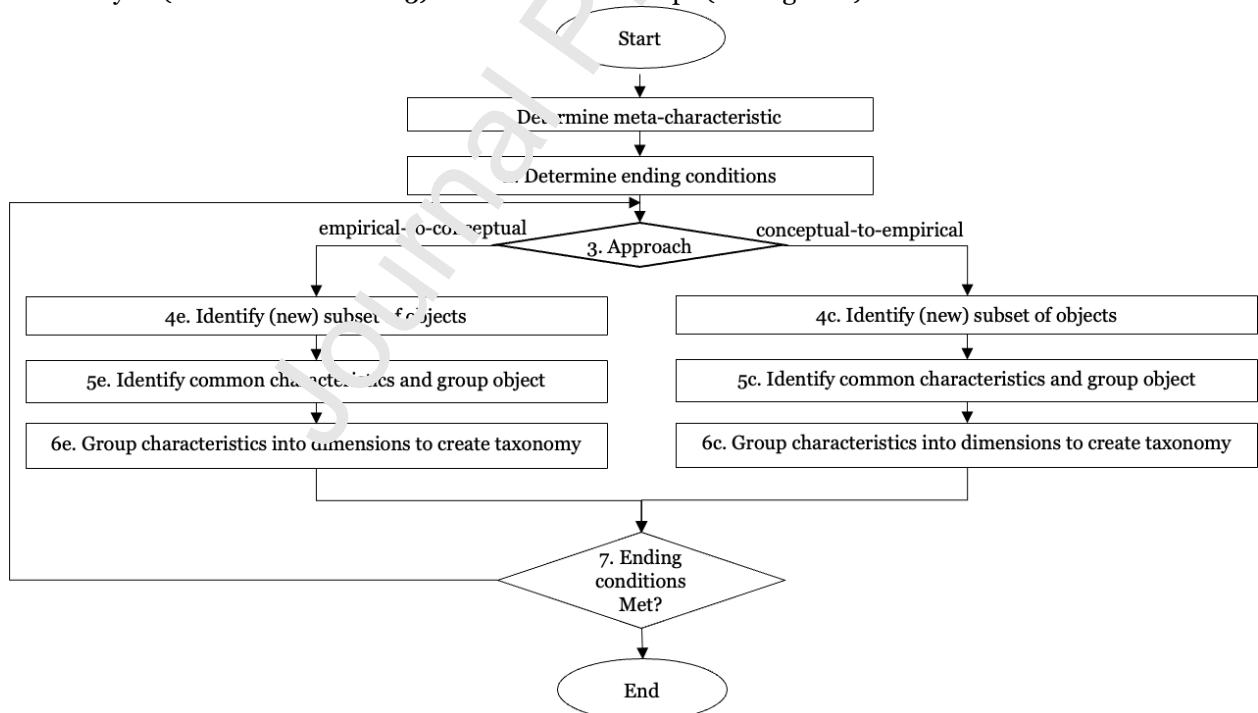 Start
Determine meta-characteristic
Determine ending conditions
empirical-to-conceptual
conceptual-to-empirical
3. Approach
4e. Identify (new) subset of objects
4c. Identify (new) subset of objects
5e. Identify common characteristics and group object
5c. Identify common characteristics and group object
6e. Group characteristics into dimensions to create taxonomy
6c. Group characteristics into dimensions to create taxonomy
7. Ending
conditions
Met?
End
Journal